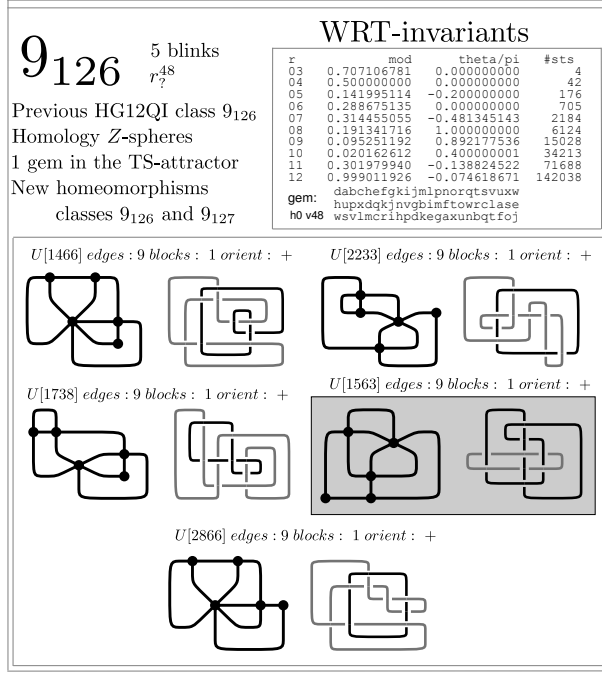 9126
5 blinks
r?48
Previous HG12QI class 9126
Homology Z-spheres
1 gem in the TS-attractor
New homeomorphisms
classes 9126 and 9127
WRT-invariants
r mod theta/pi #sts
03 0.707106781 0.000000000 4
04 0.500000000 0.000000000 42
05 0.141995114 -0.200000000 176
06 0.288675135 0.000000000 705
07 0.314455055 -0.481345143 2184
08 0.191341716 1.000000000 6124
09 0.095251192 0.892177536 15028
10 0.020162612 0.400000001 34213
11 0.301979940 -0.138824522 71688
12 0.999011926 -0.074618671 142038
gem: dabchefgkijmlpnorqtsvuxw
hupxdqkjnvgbimftowrclase
h0 v48 wsvlmcrihpdkegaxunbqtfoj
U[1466] edges : 9 blocks : 1 orient : +
U[2233] edges : 9 blocks : 1 orient : +
U[1738] edges : 9 blocks : 1 orient : +
U[1563] edges : 9 blocks : 1 orient : +
U[2866] edges : 9 blocks : 1 orient : +